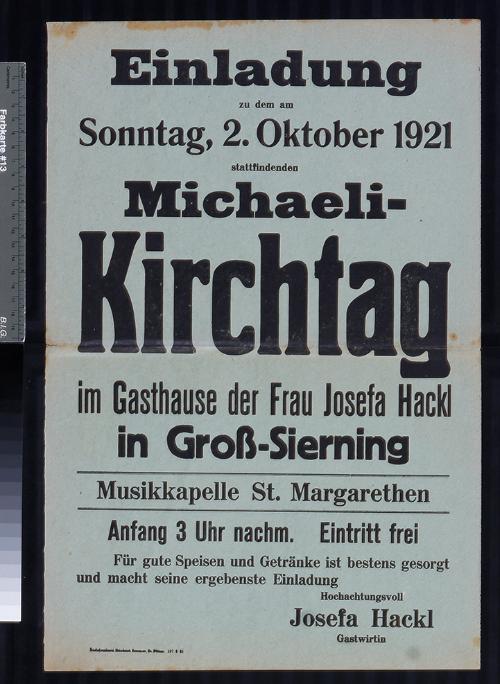 Einladung
zu dem am
Sonntag, 2. Oktober 1921
stattfindenden
Michaeli-
Kirchtag
im Gasthause der Frau Josefa Hackl
in Groß-Sierning
Musikkapelle St. Margarethen
Anfang 3 Uhr nachm. Eintritt frei
Für gute Speisen und Getränke ist bestens gesorgt
und macht seine ergebenste Einladung
Hochachtungsvoll
Josefa Hackl
Gastwirtin
Farbkarte #13
B.I.G.